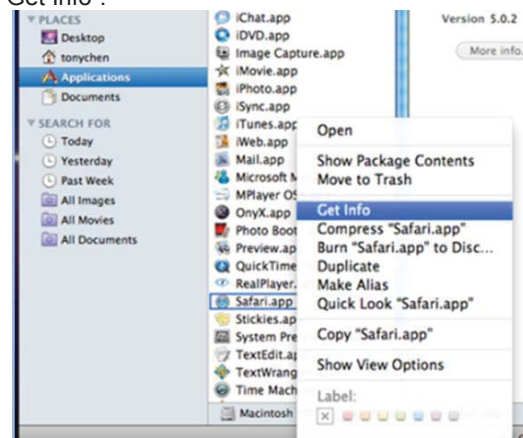 Get Info".
PLACES
Desktop
tonychen
Applications
Documents
SEARCH FOR
Today
Yesterday
Past Week
All Images
All Movies
All Documents
iChat.app
iDVD.app
Image Capture.app
iMovie.app
iPhoto.app
iSync.app
iTunes.app
iWeb.app
Mail.app
Microsoft M
MPlayer OS
OnyX.app
Photo Boot
Preview.ap
QuickTime
RealPlayer.
Safari.app
Stickies.ap
System Pre
TextEdit.ap
TextWrang
Time Mach
Macintosh
Version 5.0.2
More info.
Open
Show Package Contents
Move to Trash
Get Info
Compress "Safari.app"
Burn "Safari.app" to Disc...
Duplicate
Make Alias
Quick Look "Safari.app"
Copy "Safari.app"
Show View Options
Label: